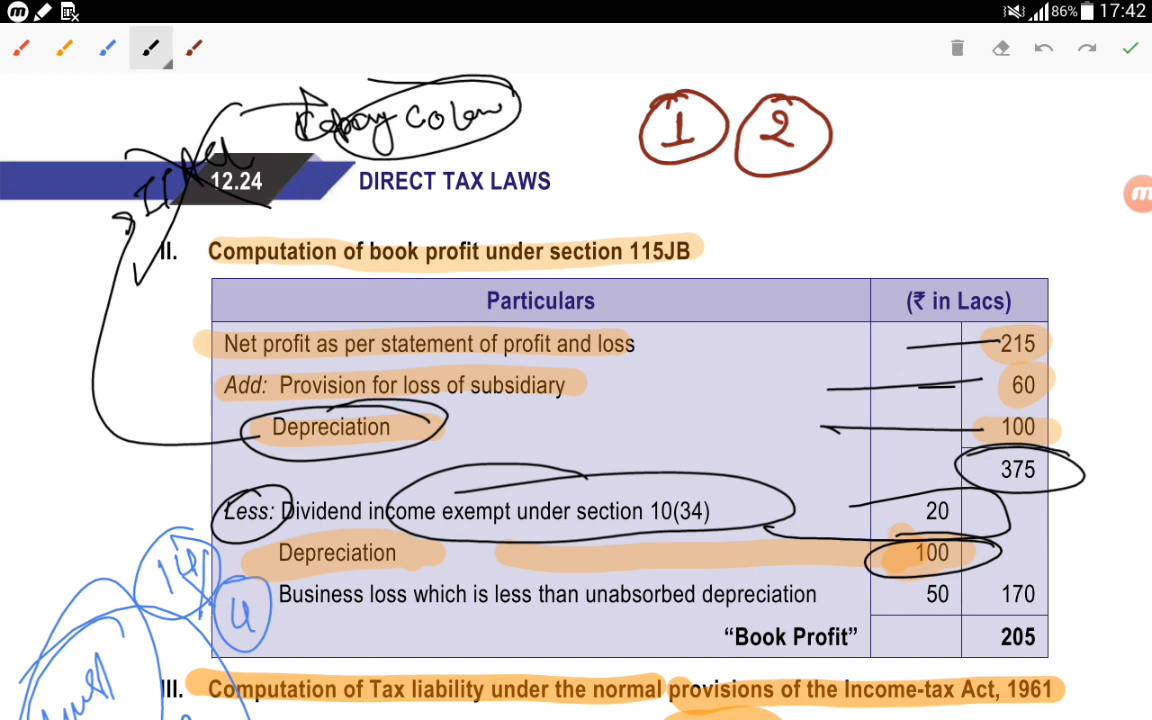 86% 17:42
1 2
12.24 DIRECT TAX LAWS
II. Computation of book profit under section 115JB
Particulars (₹ in Lacs)
Net profit as per statement of profit and loss 215
Add: Provision for loss of subsidiary 60
Depreciation 100
375
Less: Dividend income exempt under section 10(34) 20
Depreciation 100
Business loss which is less than unabsorbed depreciation 50 170
"Book Profit" 205
III. Computation of Tax liability under the normal provisions of the Income-tax Act, 1961